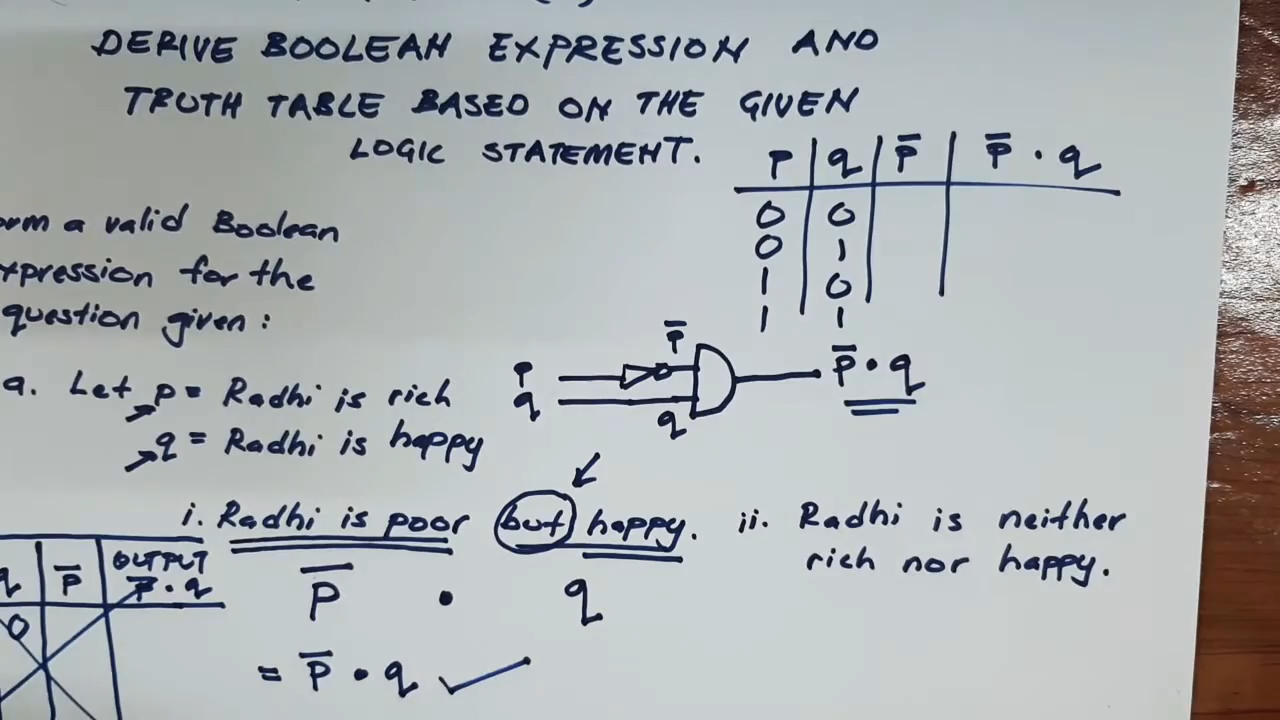 DERIVE BOOLEAN EXPRESSION AND
TRUTH TABLE BASED ON THE GIVEN
LOGIC STATEMENT.
P q P̅ P̅ . q
0 0
0 1
1 0
1 1
a valid Boolean
for the
question given:
a. Let p = Radhi is rich
q = Radhi is happy
p P̅
q q
P̅ . q
i. Radhi is poor but happy.
P̅ . q
= P̅ . q
ii. Radhi is neither
rich nor happy.
q P̅ OUTPUT
P̅ . q
0